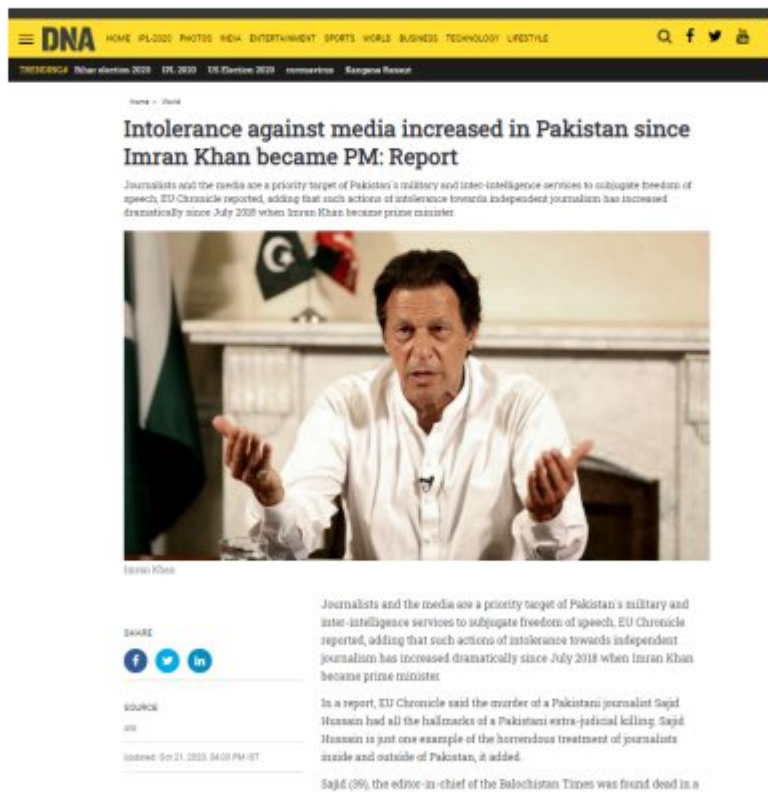 DNA
HOME IPL-2020 PHOTOS INDIA ENTERTAINMENT SPORTS WORLD BUSINESS TECHNOLOGY LIFESTYLE
TRENDING# Bihar election 2020 IPL 2020 US Election 2020 coronavirus Kangana Ranaut
Home > World
Intolerance against media increased in Pakistan since
Imran Khan became PM: Report
Journalists and the media are a priority target of Pakistan's military and inter-intelligence services to subjugate freedom of
speech, EU Chronicle reported, adding that such actions of intolerance towards independent journalism has increased
dramatically since July 2018 when Imran Khan became prime minister.
Imran Khan
SHARE
SOURCE
ANI
Updated: Oct 21, 2020, 04:00 PM IST
Journalists and the media are a priority target of Pakistan's military and
inter-intelligence services to subjugate freedom of speech, EU Chronicle
reported, adding that such actions of intolerance towards independent
journalism has increased dramatically since July 2018 when Imran Khan
became prime minister.
In a report, EU Chronicle said the murder of a Pakistani journalist Sajid
Hussain had all the hallmarks of a Pakistani extra-judicial killing. Sajid
Hussain is just one example of the horrendous treatment of journalists
inside and outside of Pakistan, it added.
Sajid (39), the editor-in-chief of the Balochistan Times was found dead in a